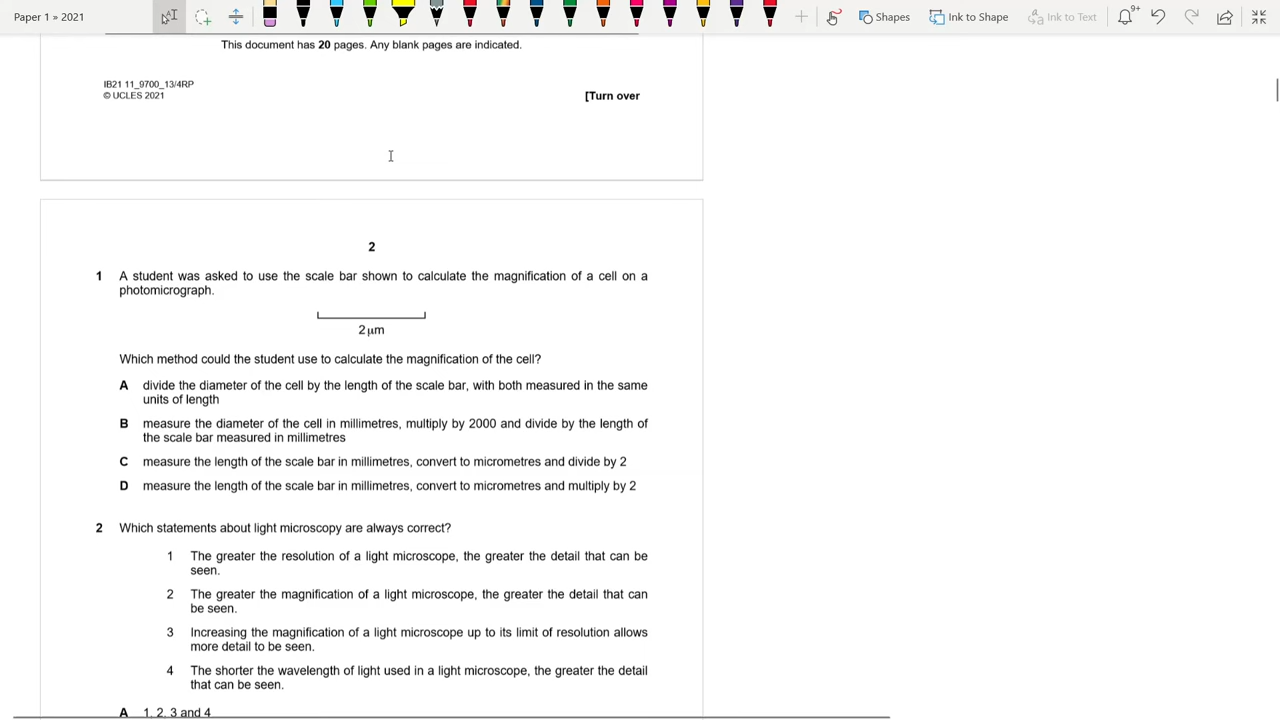 Paper 1 » 2021
Shapes
Ink to Shape
Ink to Text
9+
This document has 20 pages. Any blank pages are indicated.
IB21 11_9700_13/4RP
© UCLES 2021
[Turn over
2
1 A student was asked to use the scale bar shown to calculate the magnification of a cell on a
photomicrograph.
2 µm
Which method could the student use to calculate the magnification of the cell?
A divide the diameter of the cell by the length of the scale bar, with both measured in the same
units of length
B measure the diameter of the cell in millimetres, multiply by 2000 and divide by the length of
the scale bar measured in millimetres
C measure the length of the scale bar in millimetres, convert to micrometres and divide by 2
D measure the length of the scale bar in millimetres, convert to micrometres and multiply by 2
2 Which statements about light microscopy are always correct?
1 The greater the resolution of a light microscope, the greater the detail that can be
seen.
2 The greater the magnification of a light microscope, the greater the detail that can
be seen.
3 Increasing the magnification of a light microscope up to its limit of resolution allows
more detail to be seen.
4 The shorter the wavelength of light used in a light microscope, the greater the detail
that can be seen.
A 1, 2, 3 and 4